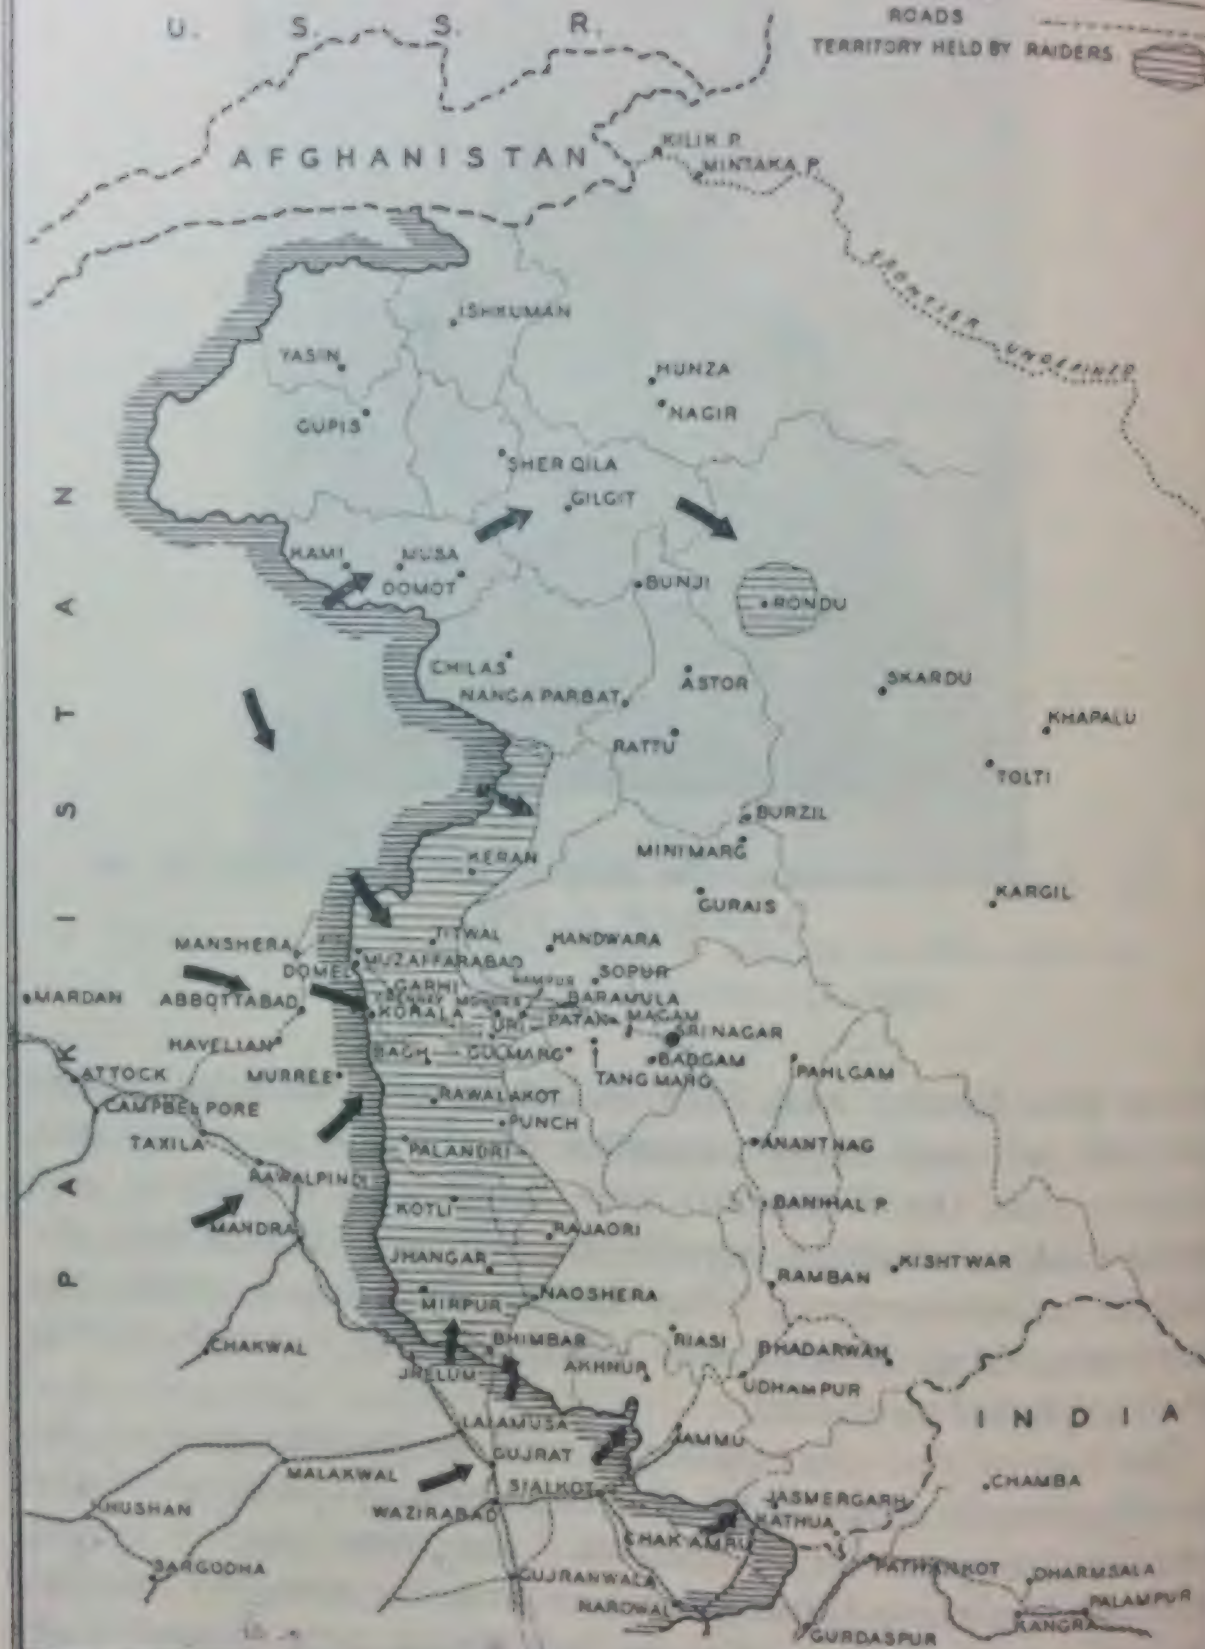 ROADS
TERRITORY HELD BY RAIDERS
U. S. S. R.
AFGHANISTAN
KILIK P.
MINTAKA P.
FRONTIER UNDEFINED
ISHKUMAN
YASIN
HUNZA
NAGIR
GUPIS
SHER QILA
GILGIT
KAMI
MUSA
DOMOT
BUNJI
RONDU
CHILAS
ASTOR
SKARDU
NANGA PARBAT
KHAPALU
RATTU
TOLTI
BURZIL
MINIMARG
KERAN
GURAIS
KARGIL
PAKISTAN
MANSHERA
TITWAL
HANDWARA
DOMEL
MUZAFFARABAD
SOPUR
GARHI
RAMPUR
MARDAN
ABBOTTABAD
BARAMULA
KOHALA
URI
PATAN
MAGAM
SRINAGAR
HAVELIAN
BAGH
GULMARG
BADGAM
ATTOCK
MURREE
TANGMARG
PAHLGAM
CAMPBELPORE
RAWALAKOT
PUNCH
TAXILA
PALANDRI
ANANTNAG
RAWALPINDI
KOTLI
BANIHAL P.
MANDRA
RAJAORI
JHANGAR
KISHTWAR
RAMBAN
MIRPUR
NAOSHERA
CHAKWAL
BHIMBAR
RIASI
BHADARWAH
JHELUM
AKHNUR
UDHAMPUR
INDIA
LALAMUSA
JAMMU
GUJRAT
MALAKWAL
SIALKOT
CHAMBA
KHUSHAN
WAZIRABAD
JASMERGARH
KATHUA
CHAK AMRU
SARGODHA
PATHANKOT
DHARMSALA
GUJRANWALA
NAROWAL
PALAMPUR
KANGRA
GURDASPUR